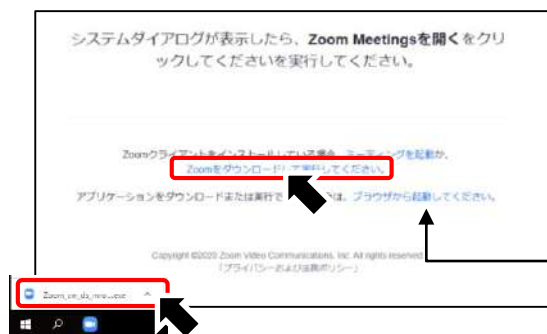 システムダイアログが表示したら、Zoom Meetingsを開くをクリ
ックしてくださいを実行してください。
Zoomクライアントをインストールしている場合、ミーティングを起動か、
Zoomをダウンロードして実行してください。
アプリケーションをダウンロードまたは実行で は、ブラウザから起動してください。
Copyright ©2020 Zoom Video Communications, Inc. All rights reserved.
「プライバシーおよび法務ポリシー」